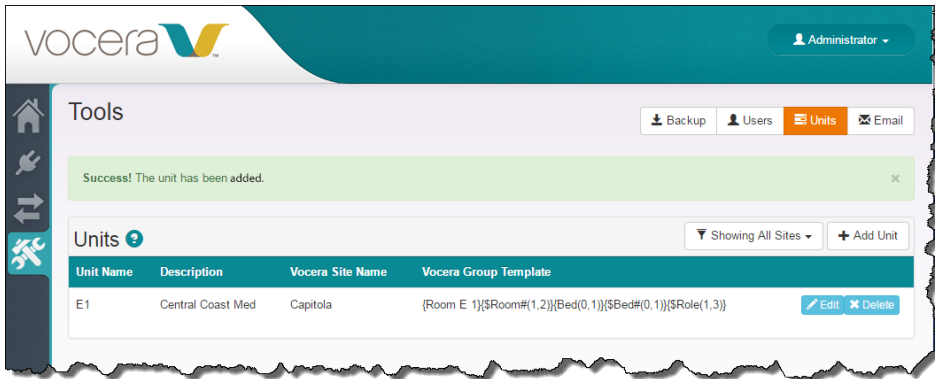 vocera
Administrator
Tools
Backup Users Units Email
Success! The unit has been added. ×
Units ? Showing All Sites + Add Unit
Unit Name Description Vocera Site Name Vocera Group Template
E1 Central Coast Med Capitola {Room E 1}{$Room#(1,2)}{Bed(0,1)}{$Bed#(0,1)}{$Role(1,3)} Edit Delete